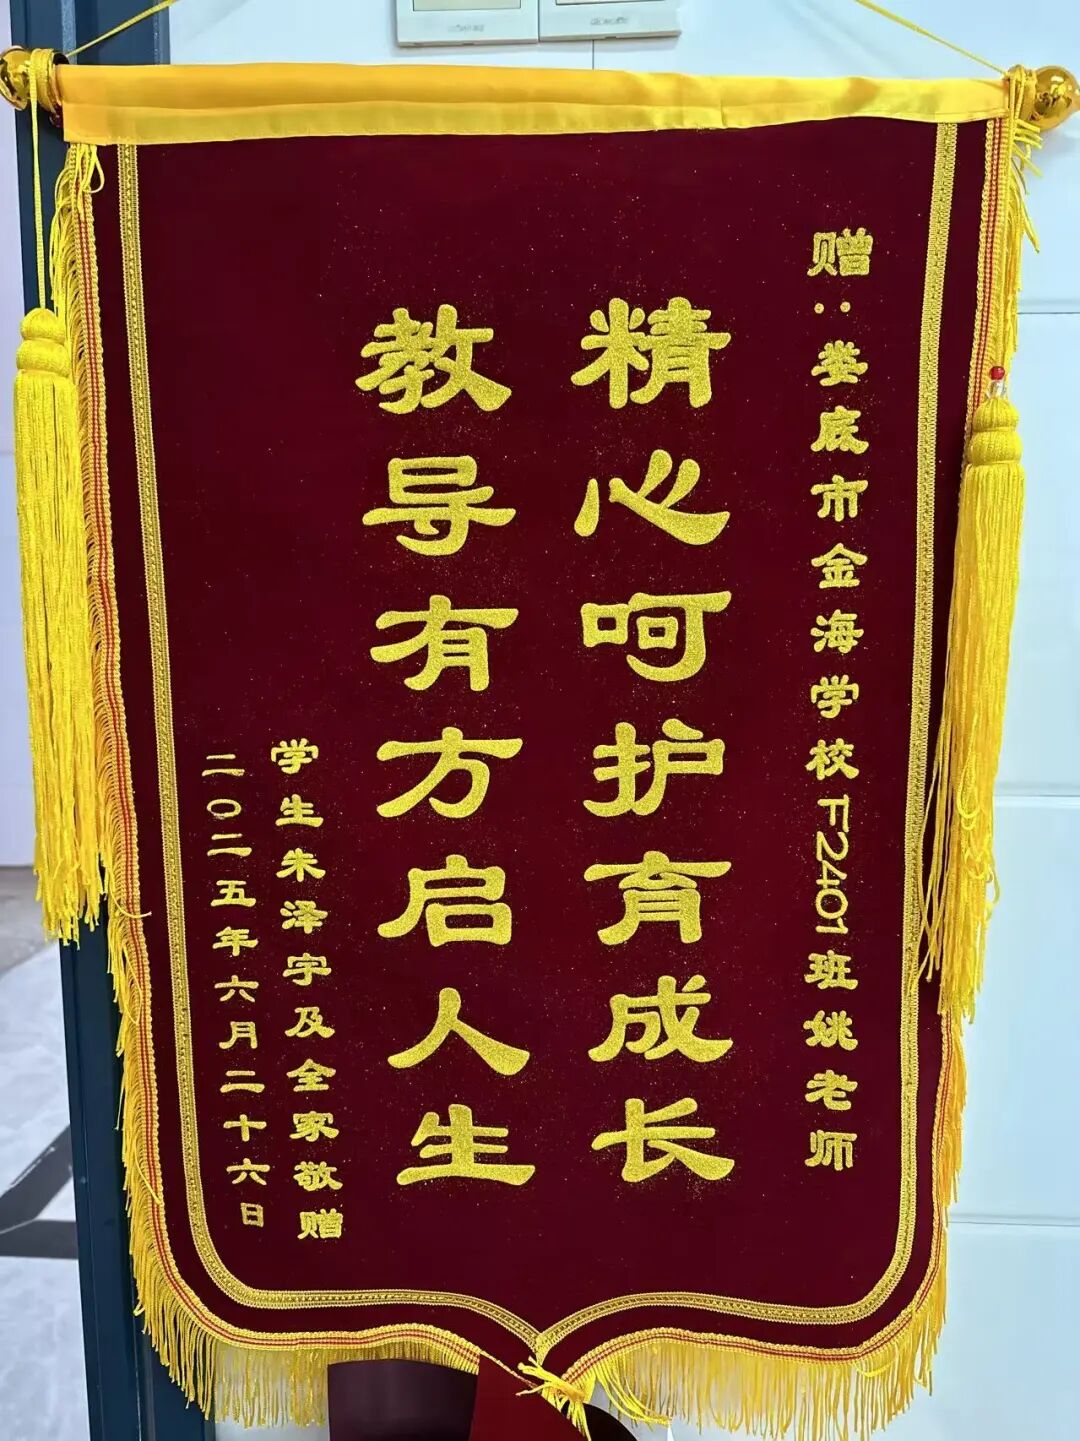 赠：娄底市金海学校F2401班姚老师
精心呵护育成长
教导有方启人生
学生朱泽宇及全家敬赠
二〇二五年六月二十六日